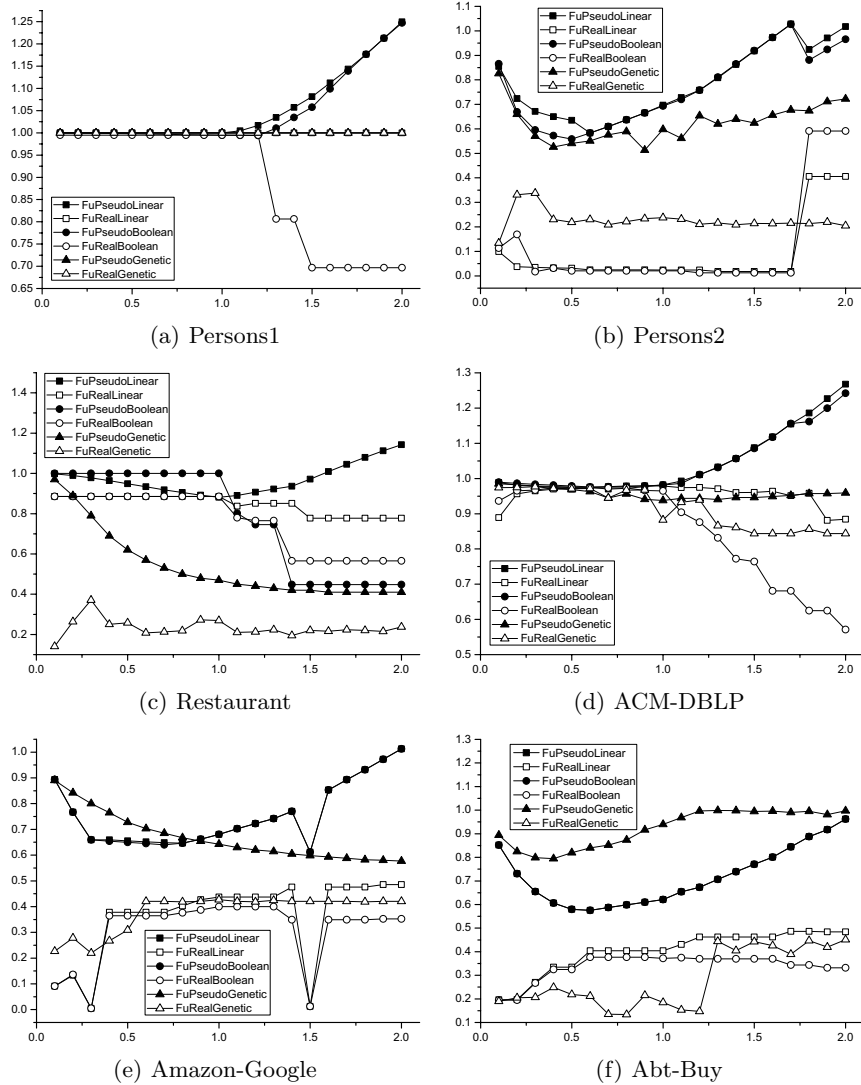 1.25
1.20
1.15
1.10
1.05
1.00
0.95
0.90
0.85
0.80
0.75
0.70
0.65
FuPseudoLinear
FuRealLinear
FuPseudoBoolean
FuRealBoolean
FuPseudoGenetic
FuRealGenetic
0.0 0.5 1.0 1.5 2.0
(a) Persons1
1.1
1.0
0.9
0.8
0.7
0.6
0.5
0.4
0.3
0.2
0.1
0.0
FuPseudoLinear
FuRealLinear
FuPseudoBoolean
FuRealBoolean
FuPseudoGenetic
FuRealGenetic
0.0 0.5 1.0 1.5 2.0
(b) Persons2
1.4
1.2
1.0
0.8
0.6
0.4
0.2
FuPseudoLinear
FuRealLinear
FuPseudoBoolean
FuRealBoolean
FuPseudoGenetic
FuRealGenetic
0.0 0.5 1.0 1.5 2.0
(c) Restaurant
1.3
1.2
1.1
1.0
0.9
0.8
0.7
0.6
0.5
FuPseudoLinear
FuRealLinear
FuPseudoBoolean
FuRealBoolean
FuPseudoGenetic
FuRealGenetic
0.0 0.5 1.0 1.5 2.0
(d) ACM-DBLP
1.0
0.9
0.8
0.7
0.6
0.5
0.4
0.3
0.2
0.1
0.0
FuPseudoLinear
FuRealLinear
FuPseudoBoolean
FuRealBoolean
FuPseudoGenetic
FuRealGenetic
0.0 0.5 1.0 1.5 2.0
(e) Amazon-Google
1.3
1.2
1.1
1.0
0.9
0.8
0.7
0.6
0.5
0.4
0.3
0.2
0.1
FuPseudoLinear
FuRealLinear
FuPseudoBoolean
FuRealBoolean
FuPseudoGenetic
FuRealGenetic
0.0 0.5 1.0 1.5 2.0
(f) Abt-Buy